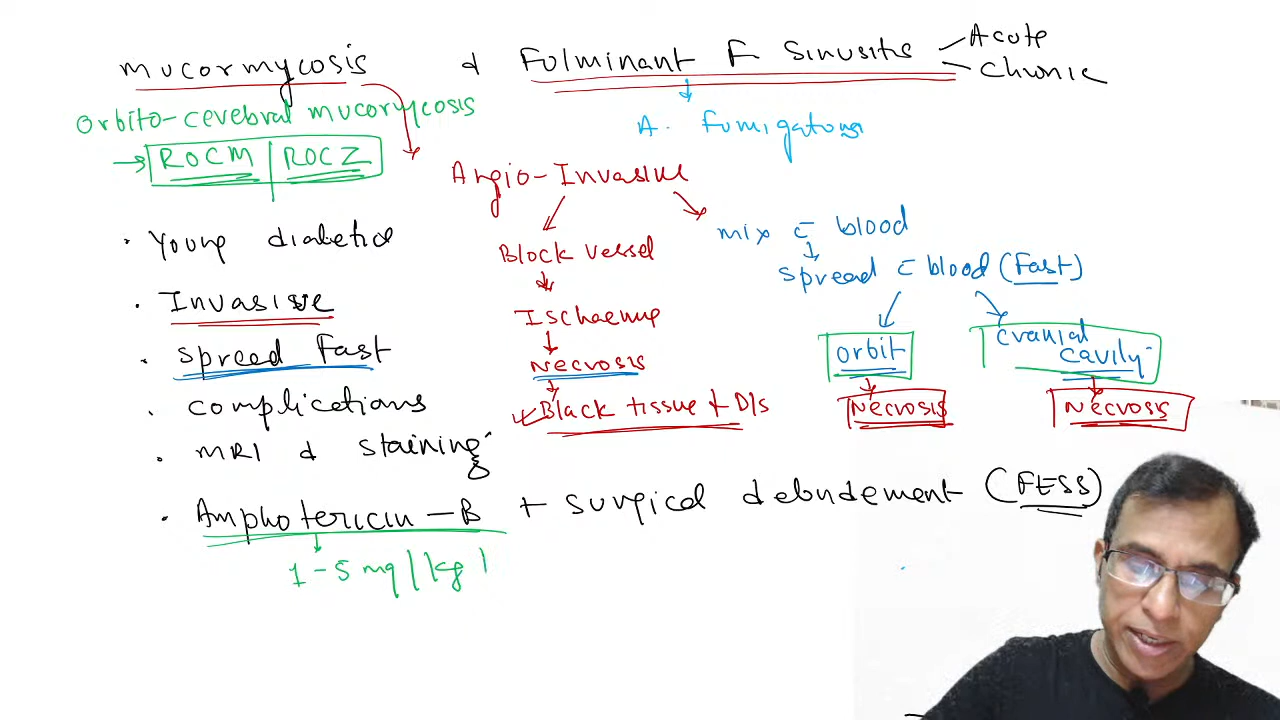 mucormycosis & Fulminant F Sinusitis
Acute
Chronic
Orbito-cerebral mucormycosis
A. fumigatous
→ ROCM | ROCZ
Angio-Invasive
mix c̄ blood
. Young diabetic
Block vessel
spread c̄ blood (Fast)
. Invasive
Ischaemia
orbit
cranial cavity
. spread fast
Necrosis
Necrosis
Necrosis
. complications
Black tissue & D/s
. MRI & staining
. Amphotericin-B + surgical debridement (FESS)
1-5 mg/kg/